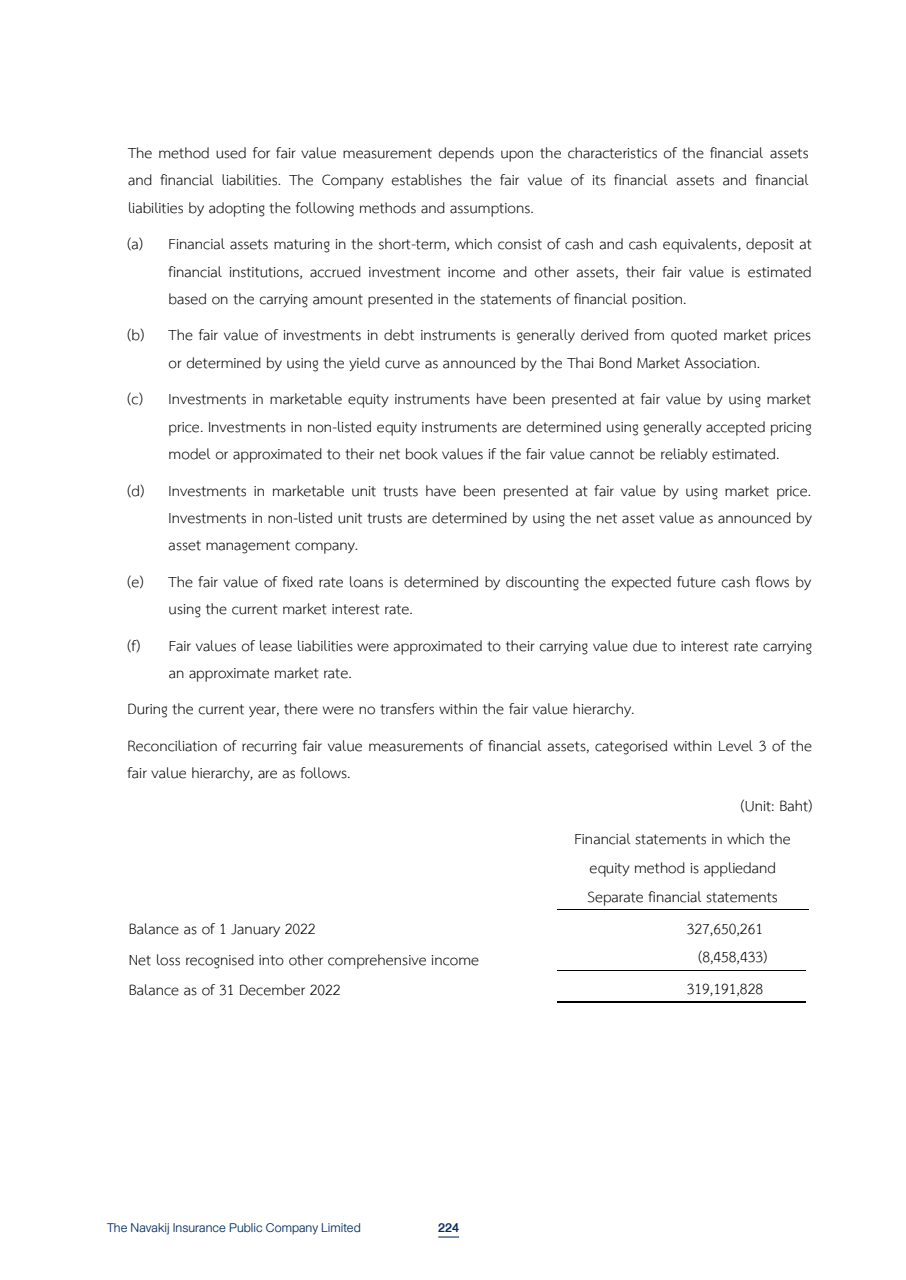 The method used for fair value measurement depends upon the characteristics of the financial assets
and financial liabilities. The Company establishes the fair value of its financial assets and financial
liabilities by adopting the following methods and assumptions.
(a) Financial assets maturing in the short-term, which consist of cash and cash equivalents, deposit at
financial institutions, accrued investment income and other assets, their fair value is estimated
based on the carrying amount presented in the statements of financial position.
(b) The fair value of investments in debt instruments is generally derived from quoted market prices
or determined by using the yield curve as announced by the Thai Bond Market Association.
(c) Investments in marketable equity instruments have been presented at fair value by using market
price. Investments in non-listed equity instruments are determined using generally accepted pricing
model or approximated to their net book values if the fair value cannot be reliably estimated.
(d) Investments in marketable unit trusts have been presented at fair value by using market price.
Investments in non-listed unit trusts are determined by using the net asset value as announced by
asset management company.
(e) The fair value of fixed rate loans is determined by discounting the expected future cash flows by
using the current market interest rate.
(f) Fair values of lease liabilities were approximated to their carrying value due to interest rate carrying
an approximate market rate.
During the current year, there were no transfers within the fair value hierarchy.
Reconciliation of recurring fair value measurements of financial assets, categorised within Level 3 of the
fair value hierarchy, are as follows.
(Unit: Baht)
Financial statements in which the
equity method is appliedand
Separate financial statements
Balance as of 1 January 2022 327,650,261
Net loss recognised into other comprehensive income (8,458,433)
Balance as of 31 December 2022 319,191,828
The Navakij Insurance Public Company Limited 224